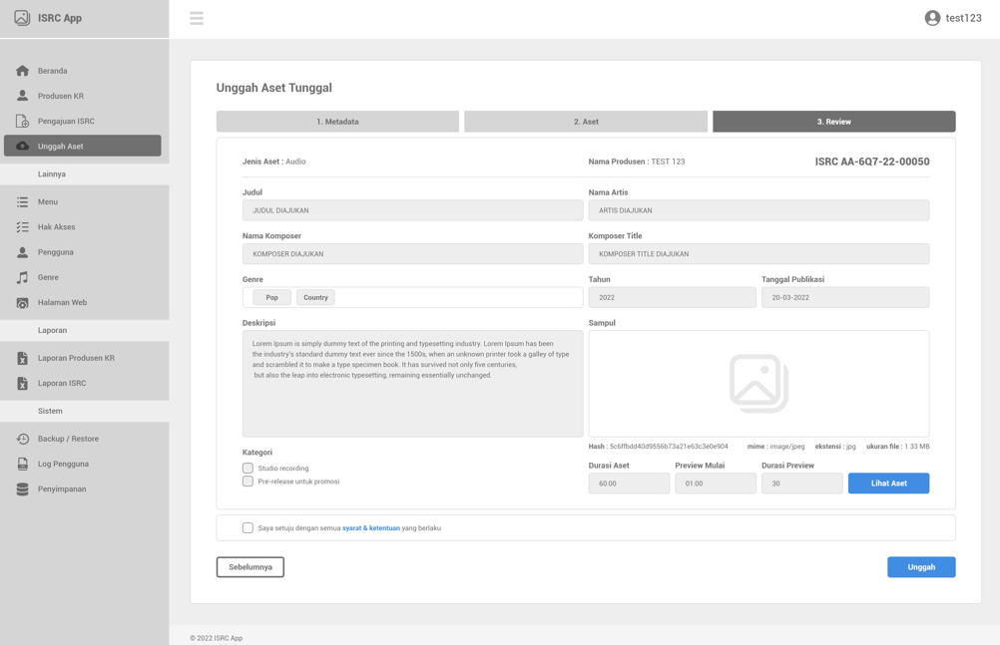 ISRC App
test123
Beranda
Produsen KR
Pengajuan ISRC
Unggah Aset
Lainnya
Menu
Hak Akses
Pengguna
Genre
Halaman Web
Laporan
Laporan Produsen KR
Laporan ISRC
Sistem
Backup / Restore
Log Pengguna
Penyimpanan
Unggah Aset Tunggal
1. Metadata
2. Aset
3. Review
Jenis Aset : Audio
Nama Produsen : TEST 123
ISRC AA-6Q7-22-00050
Judul
JUDUL DIAJUKAN
Nama Artis
ARTIS DIAJUKAN
Nama Komposer
KOMPOSER DIAJUKAN
Komposer Title
KOMPOSER TITLE DIAJUKAN
Genre
Pop
Country
Tahun
2022
Tanggal Publikasi
20-03-2022
Deskripsi
Lorem Ipsum is simply dummy text of the printing and typesetting industry. Lorem Ipsum has been
the industry's standard dummy text ever since the 1500s, when an unknown printer took a galley of type
and scrambled it to make a type specimen book. It has survived not only five centuries,
but also the leap into electronic typesetting, remaining essentially unchanged.
Sampul
Hash : 5c6ffbdd40d9556b73a21e63c3e0e904
mime : image/jpeg
ekstensi : jpg
ukuran file : 1.33 MB
Kategori
Studio recording
Pre-release untuk promosi
Durasi Aset
60:00
Preview Mulai
01:00
Durasi Preview
30
Lihat Aset
Saya setuju dengan semua syarat & ketentuan yang berlaku
Sebelumnya
Unggah
© 2022 ISRC App